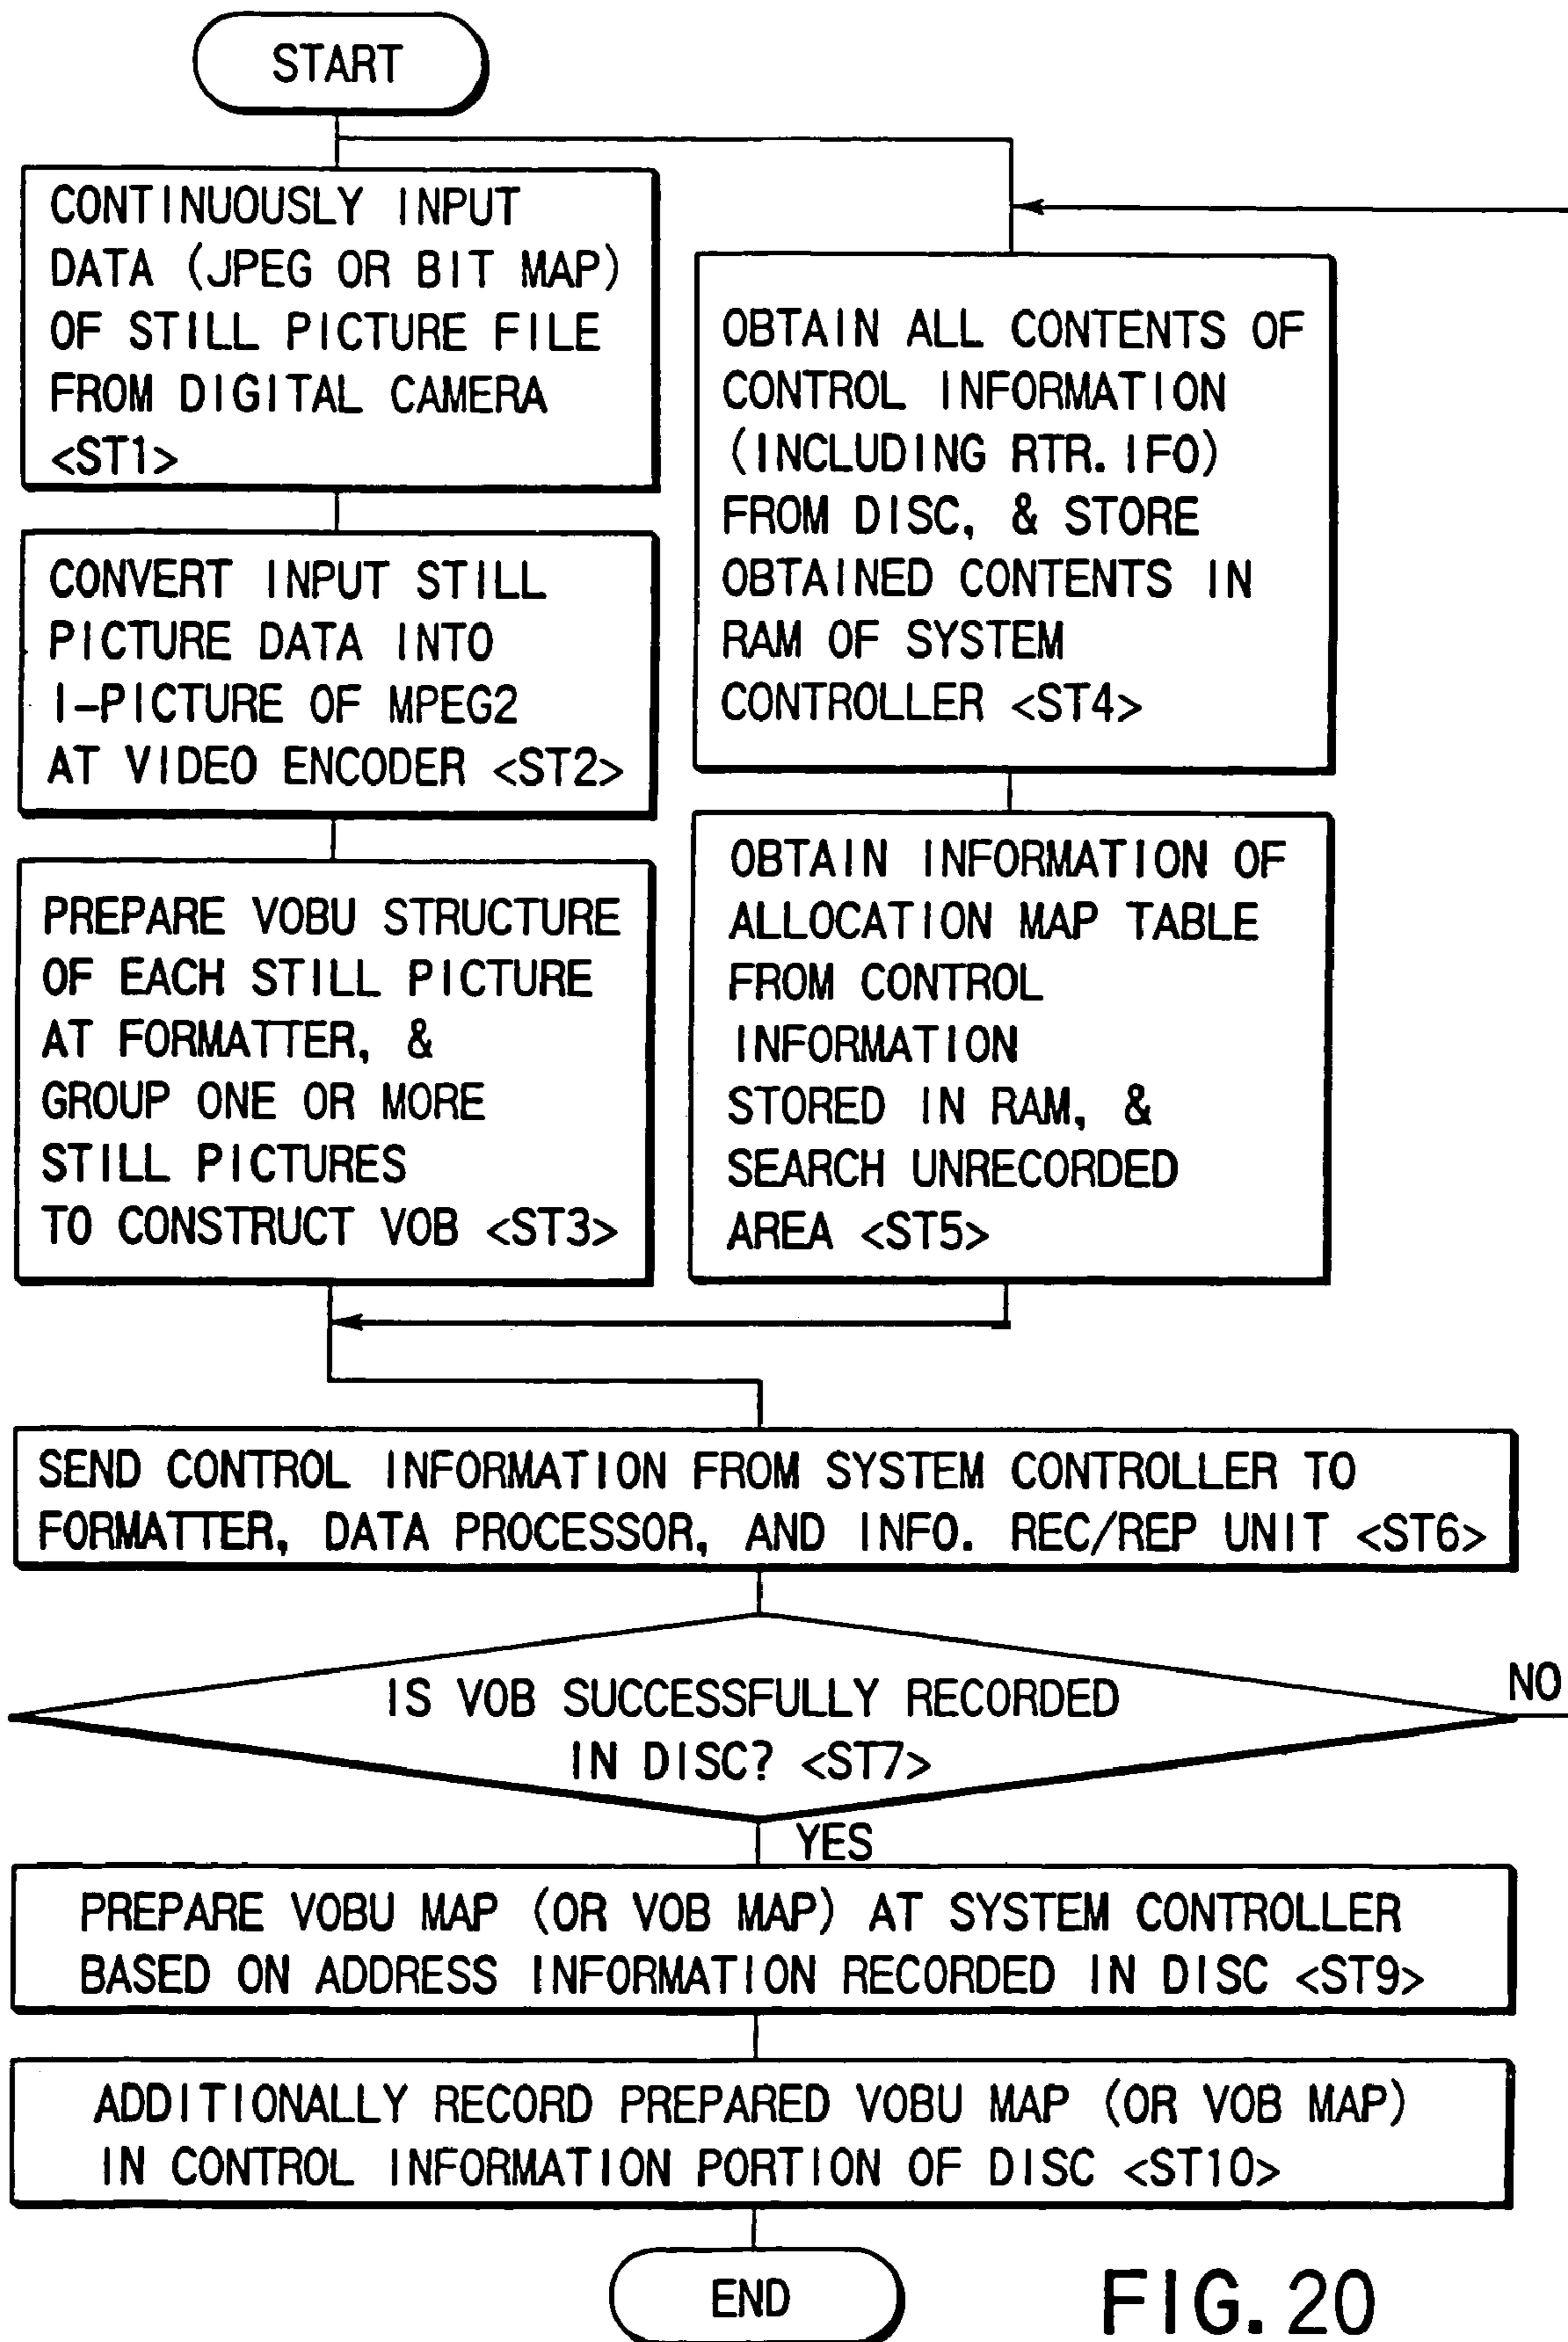 START
CONTINUOUSLY INPUT
DATA (JPEG OR BIT MAP)
OF STILL PICTURE FILE
FROM DIGITAL CAMERA
<ST1>
CONVERT INPUT STILL
PICTURE DATA INTO
I-PICTURE OF MPEG2
AT VIDEO ENCODER <ST2>
PREPARE VOBU STRUCTURE
OF EACH STILL PICTURE
AT FORMATTER, &
GROUP ONE OR MORE
STILL PICTURES
TO CONSTRUCT VOB <ST3>
OBTAIN ALL CONTENTS OF
CONTROL INFORMATION
(INCLUDING RTR. IFO)
FROM DISC, & STORE
OBTAINED CONTENTS IN
RAM OF SYSTEM
CONTROLLER <ST4>
OBTAIN INFORMATION OF
ALLOCATION MAP TABLE
FROM CONTROL
INFORMATION
STORED IN RAM, &
SEARCH UNRECORDED
AREA <ST5>
SEND CONTROL INFORMATION FROM SYSTEM CONTROLLER TO
FORMATTER, DATA PROCESSOR, AND INFO. REC/REP UNIT <ST6>
IS VOB SUCCESSFULLY RECORDED
IN DISC? <ST7>
NO
YES
PREPARE VOBU MAP (OR VOB MAP) AT SYSTEM CONTROLLER
BASED ON ADDRESS INFORMATION RECORDED IN DISC <ST9>
ADDITIONALLY RECORD PREPARED VOBU MAP (OR VOB MAP)
IN CONTROL INFORMATION PORTION OF DISC <ST10>
END
FIG. 20